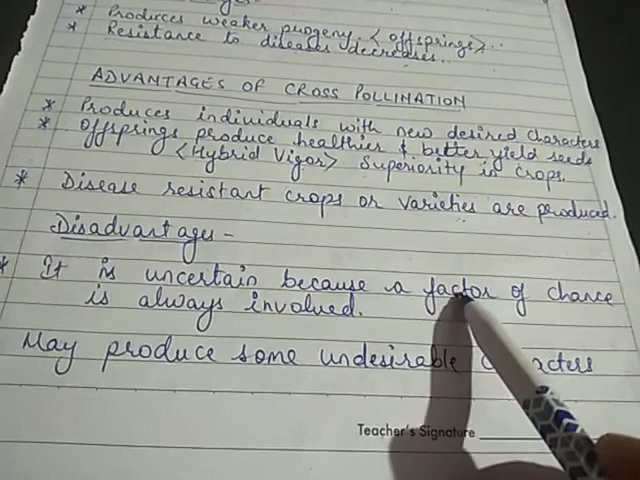 * Produces weaker progeny <offsprings>..
* Resistance to diseases decreases..
ADVANTAGES OF CROSS POLLINATION
* Produces individuals with new desired characters
* Offsprings produce healthier & better yield seeds
<Hybrid Vigor> Superiority in crops.
* Disease resistant crops or varieties are produced.
Disadvantages -
* It is uncertain because a factor of chance
is always involved.
May produce some undesirable
Teacher's Signature